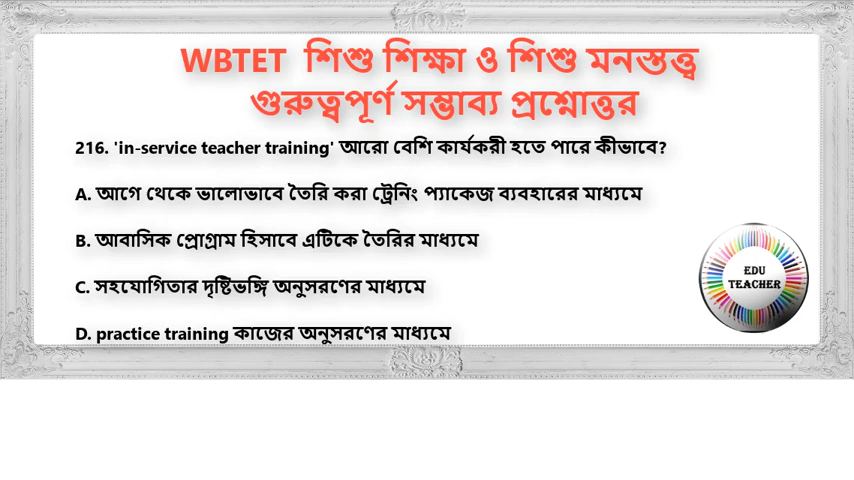 WBTET শিশু শিক্ষা ও শিশু মনস্তত্ত্ব
গুরুত্বপূর্ণ সম্ভাব্য প্রশ্নোত্তর
216. 'in-service teacher training' আরো বেশি কার্যকরী হতে পারে কীভাবে?
A. আগে থেকে ভালোভাবে তৈরি করা ট্রেনিং প্যাকেজ ব্যবহারের মাধ্যমে
B. আবাসিক প্রোগ্রাম হিসাবে এটিকে তৈরির মাধ্যমে
C. সহযোগিতার দৃষ্টিভঙ্গি অনুসরণের মাধ্যমে
D. practice training কাজের অনুসরণের মাধ্যমে
EDU
TEACHER